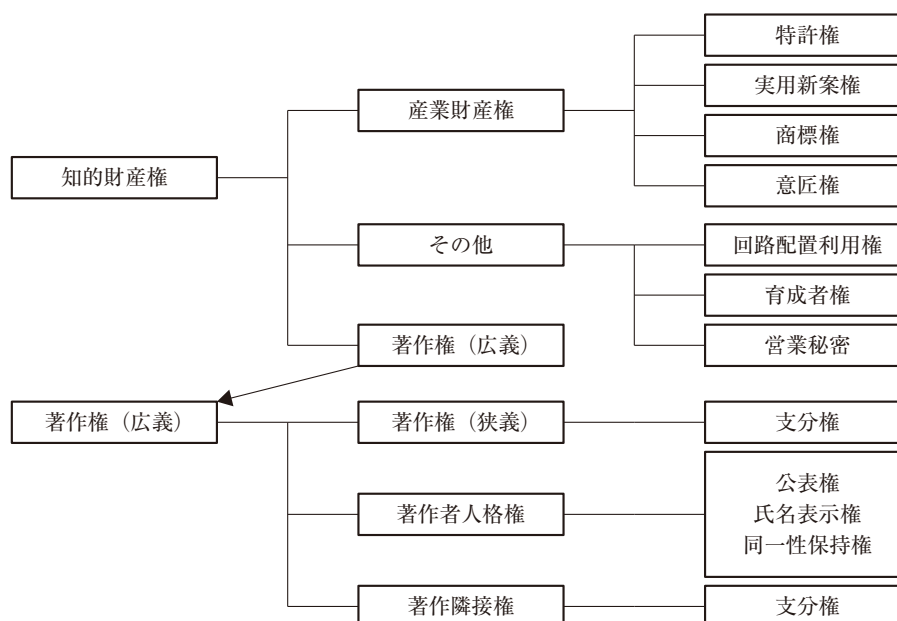 知的財産権
産業財産権
特許権
実用新案権
商標権
意匠権
その他
回路配置利用権
育成者権
営業秘密
著作権（広義）
著作権（広義）
著作権（狭義）
支分権
著作者人格権
公表権
氏名表示権
同一性保持権
著作隣接権
支分権